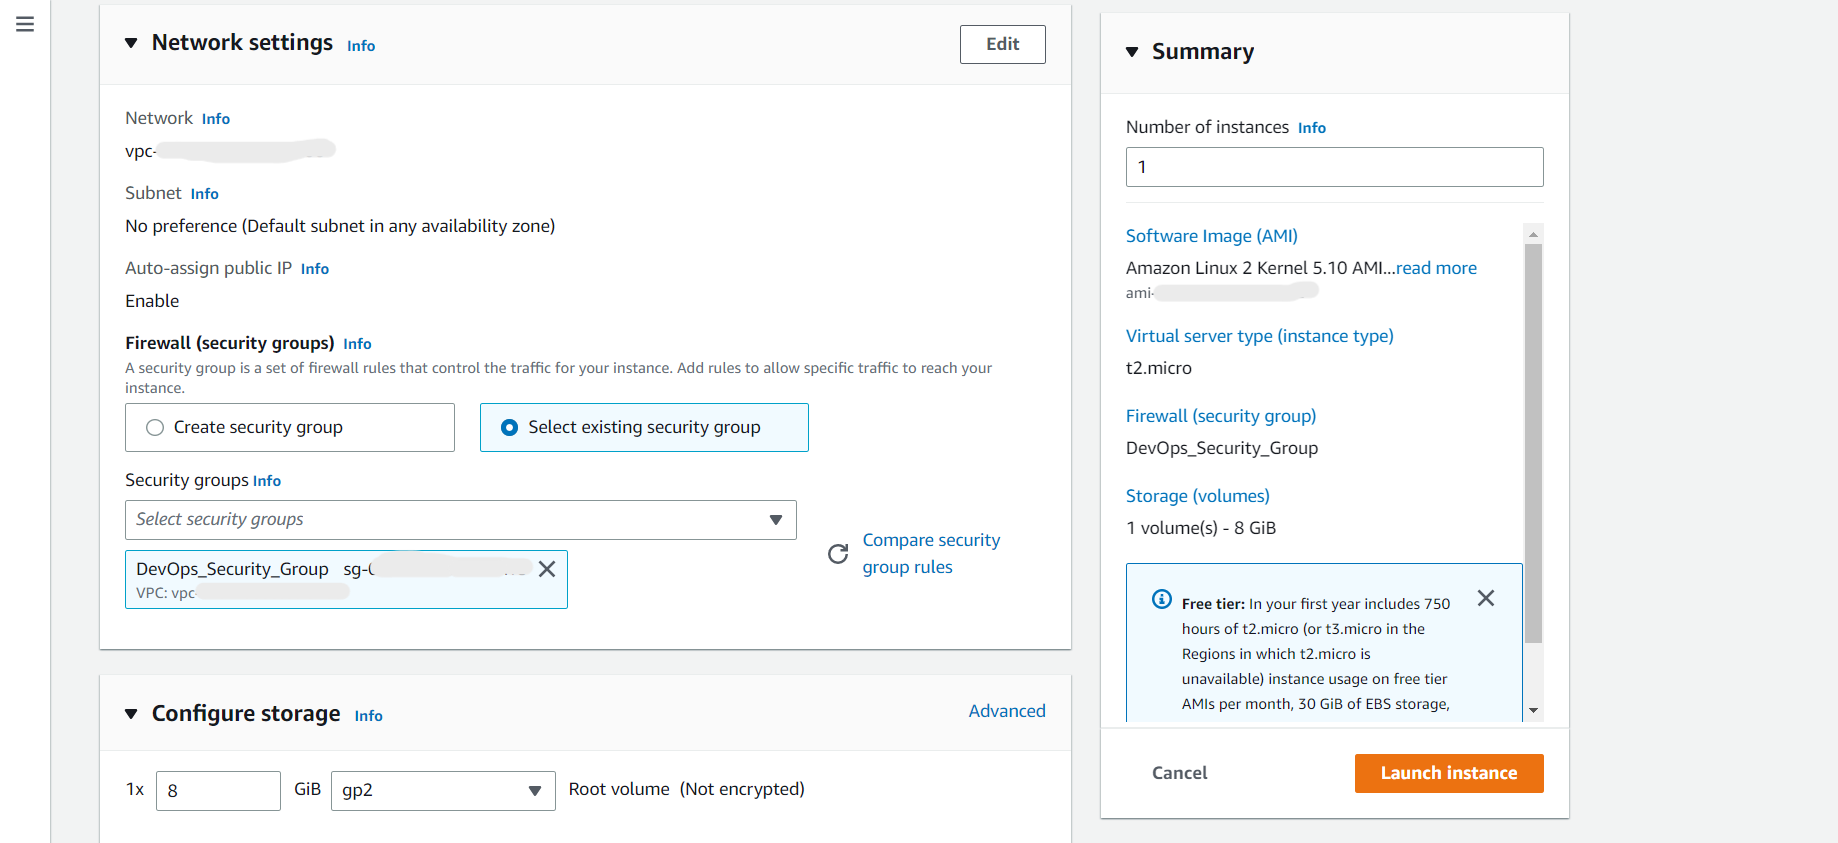 Network settings Info
Edit
Network Info
vpc-
Subnet Info
No preference (Default subnet in any availability zone)
Auto-assign public IP Info
Enable
Firewall (security groups) Info
A security group is a set of firewall rules that control the traffic for your instance. Add rules to allow specific traffic to reach your
instance.
Create security group
Select existing security group
Security groups Info
Select security groups
DevOps_Security_Group sg-0
VPC: vpc-
Compare security
group rules
Configure storage Info
Advanced
1x 8 GiB gp2 Root volume (Not encrypted)
Summary
Number of instances Info
1
Software Image (AMI)
Amazon Linux 2 Kernel 5.10 AMI...read more
ami-
Virtual server type (instance type)
t2.micro
Firewall (security group)
DevOps_Security_Group
Storage (volumes)
1 volume(s) - 8 GiB
Free tier: In your first year includes 750
hours of t2.micro (or t3.micro in the
Regions in which t2.micro is
unavailable) instance usage on free tier
AMIs per month, 30 GiB of EBS storage,
Cancel
Launch instance